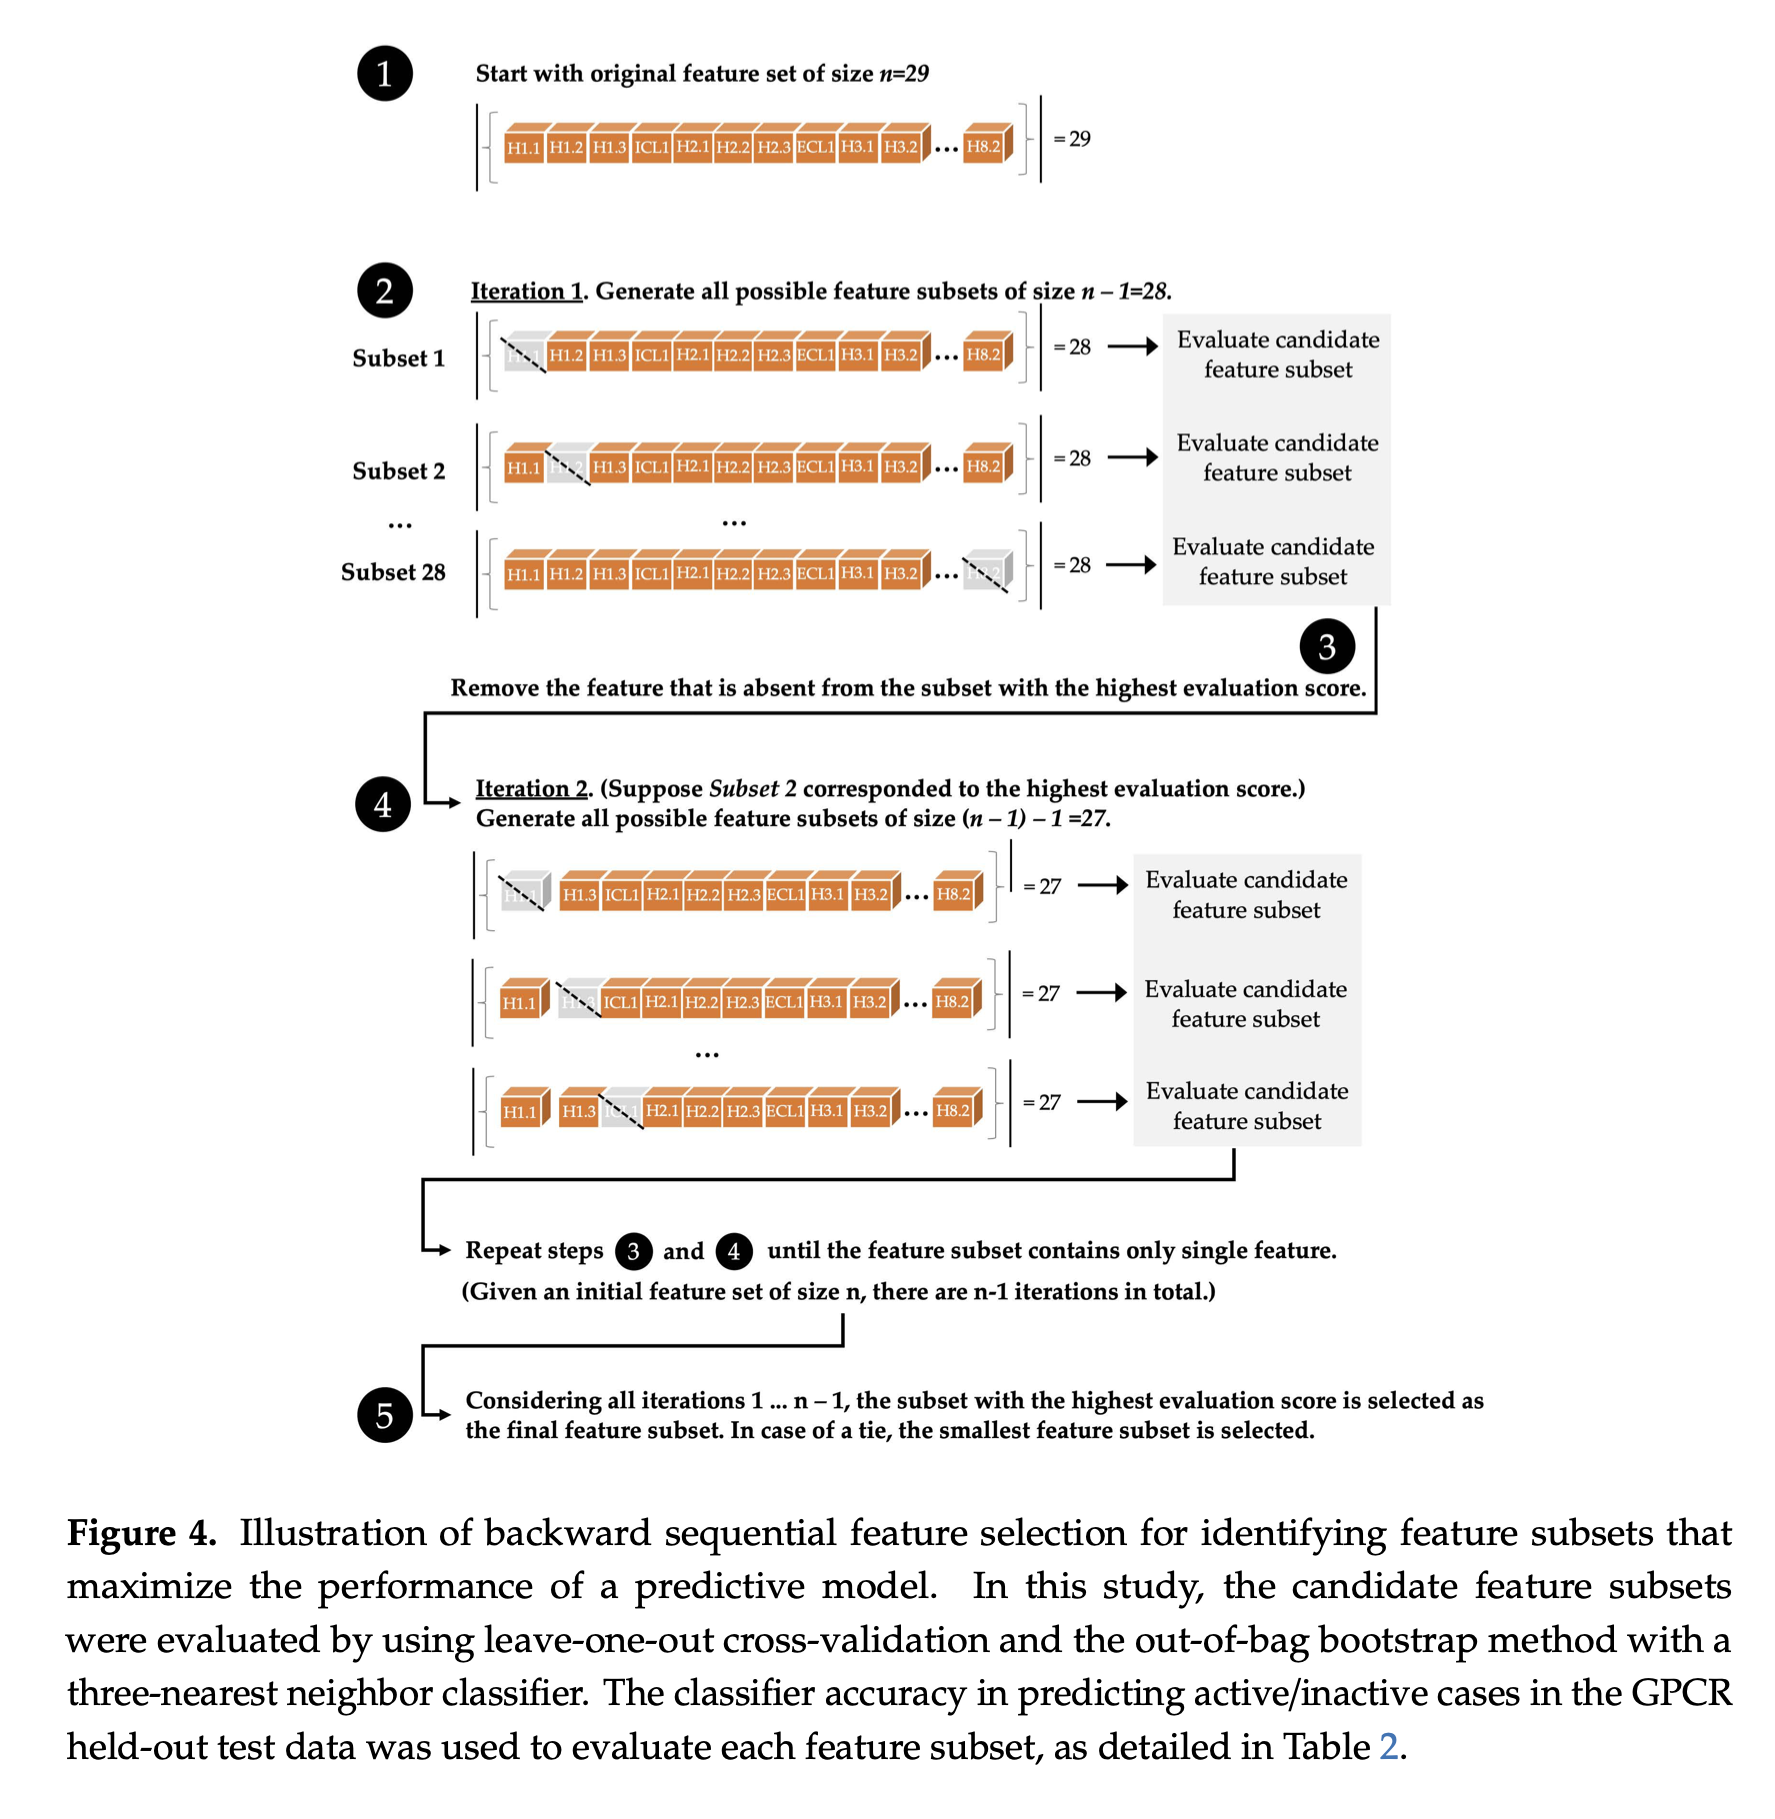 1
Start with original feature set of size n=29
H1.1 H1.2 H1.3 ICL1 H2.1 H2.2 H2.3 ECL1 H3.1 H3.2 ... H8.2 = 29
2
Iteration 1. Generate all possible feature subsets of size n – 1=28.
Subset 1
H1.2 H1.3 ICL1 H2.1 H2.2 H2.3 ECL1 H3.1 H3.2 ... H8.2 = 28
Evaluate candidate
feature subset
Subset 2
H1.1 H1.3 ICL1 H2.1 H2.2 H2.3 ECL1 H3.1 H3.2 ... H8.2 = 28
Evaluate candidate
feature subset
... ...
Subset 28
H1.1 H1.2 H1.3 ICL1 H2.1 H2.2 H2.3 ECL1 H3.1 H3.2 ... = 28
Evaluate candidate
feature subset
3
Remove the feature that is absent from the subset with the highest evaluation score.
4
Iteration 2. (Suppose Subset 2 corresponded to the highest evaluation score.)
Generate all possible feature subsets of size (n – 1) – 1 =27.
H1.3 ICL1 H2.1 H2.2 H2.3 ECL1 H3.1 H3.2 ... H8.2 = 27
Evaluate candidate
feature subset
H1.1 ICL1 H2.1 H2.2 H2.3 ECL1 H3.1 H3.2 ... H8.2 = 27
Evaluate candidate
feature subset
...
H1.1 H1.3 H2.1 H2.2 H2.3 ECL1 H3.1 H3.2 ... H8.2 = 27
Evaluate candidate
feature subset
Repeat steps 3 and 4 until the feature subset contains only single feature.
(Given an initial feature set of size n, there are n-1 iterations in total.)
5
Considering all iterations 1 ... n – 1, the subset with the highest evaluation score is selected as
the final feature subset. In case of a tie, the smallest feature subset is selected.
Figure 4. Illustration of backward sequential feature selection for identifying feature subsets that
maximize the performance of a predictive model. In this study, the candidate feature subsets
were evaluated by using leave-one-out cross-validation and the out-of-bag bootstrap method with a
three-nearest neighbor classifier. The classifier accuracy in predicting active/inactive cases in the GPCR
held-out test data was used to evaluate each feature subset, as detailed in Table 2.